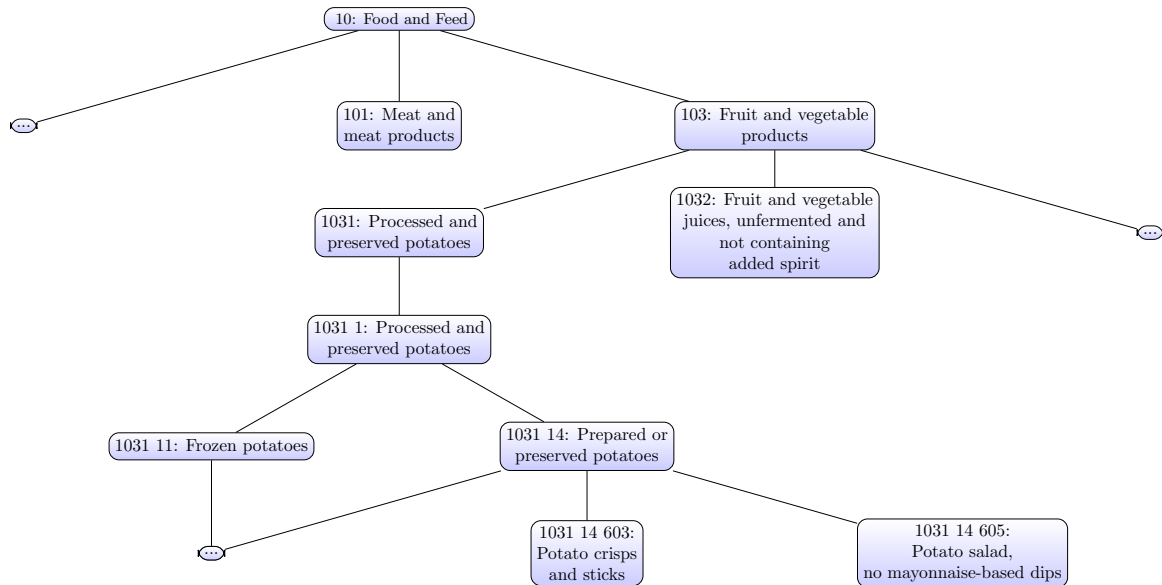 10: Food and Feed
...
101: Meat and
meat products
103: Fruit and vegetable
products
1031: Processed and
preserved potatoes
1032: Fruit and vegetable
juices, unfermented and
not containing
added spirit
...
1031 1: Processed and
preserved potatoes
1031 11: Frozen potatoes
1031 14: Prepared or
preserved potatoes
...
1031 14 603:
Potato crisps
and sticks
1031 14 605:
Potato salad,
no mayonnaise-based dips